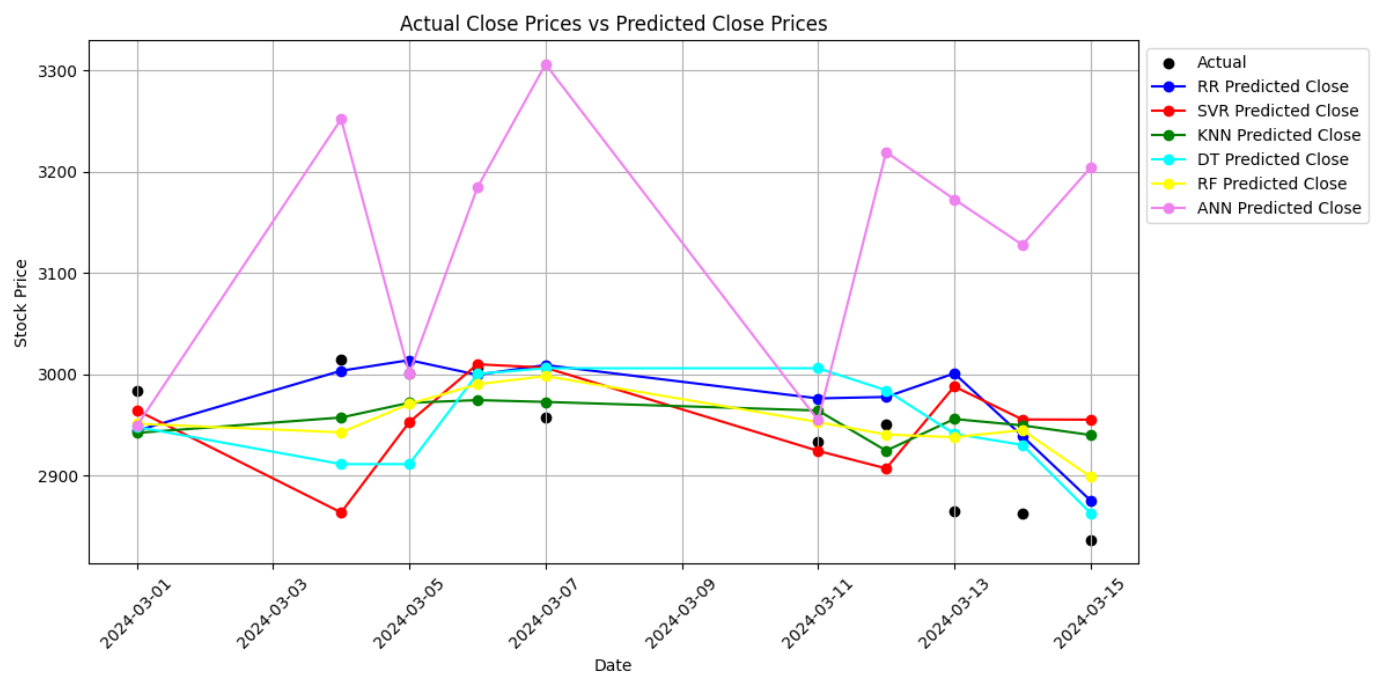 Actual Close Prices vs Predicted Close Prices
Stock Price
3300
3200
3100
3000
2900
2024-03-01
2024-03-03
2024-03-05
2024-03-07
2024-03-09
2024-03-11
2024-03-13
2024-03-15
Date
Actual
RR Predicted Close
SVR Predicted Close
KNN Predicted Close
DT Predicted Close
RF Predicted Close
ANN Predicted Close